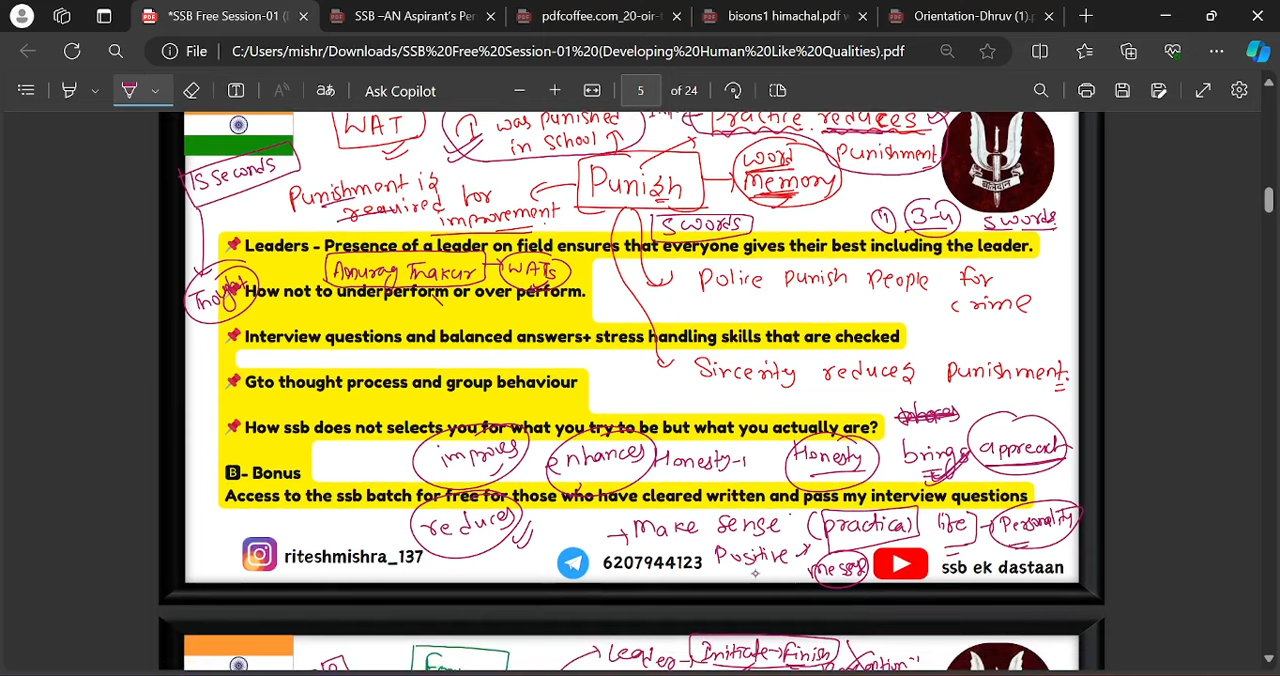 *SSB Free Session-01 (
SSB –AN Aspirant's Per
pdfcoffee.com_20-oir-t
bisons1 himachal.pdf w
Orientation-Dhruv (1).p
File
C:/Users/mishr/Downloads/SSB%20Free%20Session-01%20(Developing%20Human%20Like%20Qualities).pdf
Ask Copilot
5 of 24
WAT
was punished
in school
Practice reduces
punishment
15 seconds
Punishment is
required for
improvement
Punish
word
memory
5 words
① 3-4 5 words
Leaders - Presence of a leader on field ensures that everyone gives their best including the leader.
Anurag Thakur WATs
Police punish people for
crime
Thought
How not to underperform or over perform.
Interview questions and balanced answers+ stress handling skills that are checked
Sincerity reduces punishment.
Gto thought process and group behaviour
How ssb does not selects you for what you try to be but what you actually are?
improves enhances Honesty-1 Honesty brings approach
B- Bonus
Access to the ssb batch for free for those who have cleared written and pass my interview questions
reduces
→ Make sense (practical life) Personality
Positive
riteshmishra_137
6207944123
ssb ek dastaan
Leader Initiate → Finish